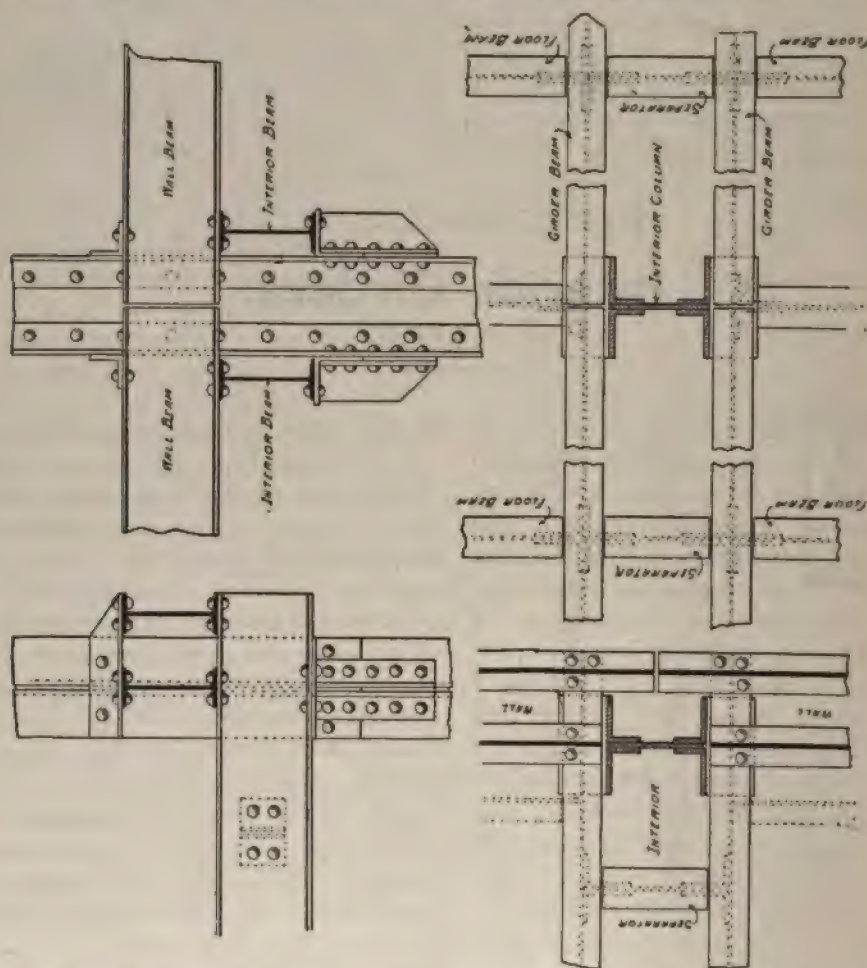 WALL BEAM
INTERIOR BEAM
WALL BEAM
INTERIOR BEAM
FLOOR BEAM
FLOOR BEAM
SEPARATOR
GIRDER BEAM
INTERIOR COLUMN
GIRDER BEAM
FLOOR BEAM
FLOOR BEAM
SEPARATOR
WALL
WALL
INTERIOR
SEPARATOR